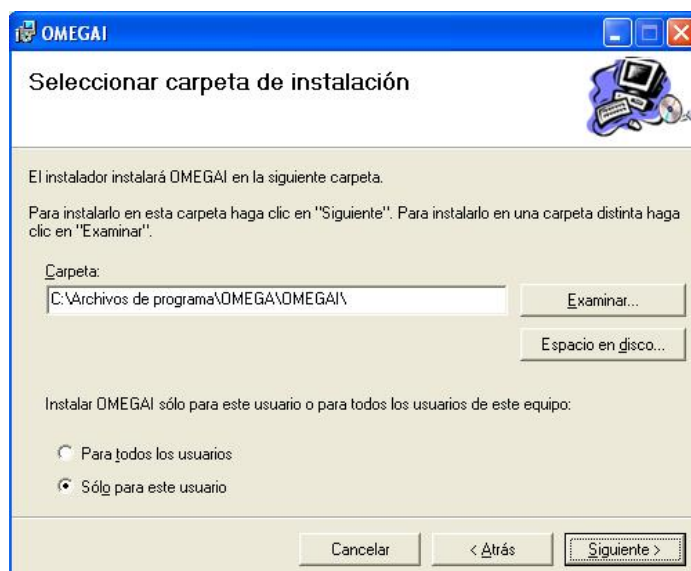 OMEGAI
Seleccionar carpeta de instalación
El instalador instalará OMEGAI en la siguiente carpeta.
Para instalarlo en esta carpeta haga clic en "Siguiente". Para instalarlo en una carpeta distinta haga
clic en "Examinar".
Carpeta:
C:\Archivos de programa\OMEGA\OMEGAI\
Examinar...
Espacio en disco...
Instalar OMEGAI sólo para este usuario o para todos los usuarios de este equipo:
Para todos los usuarios
Sólo para este usuario
Cancelar
< Atrás
Siguiente >